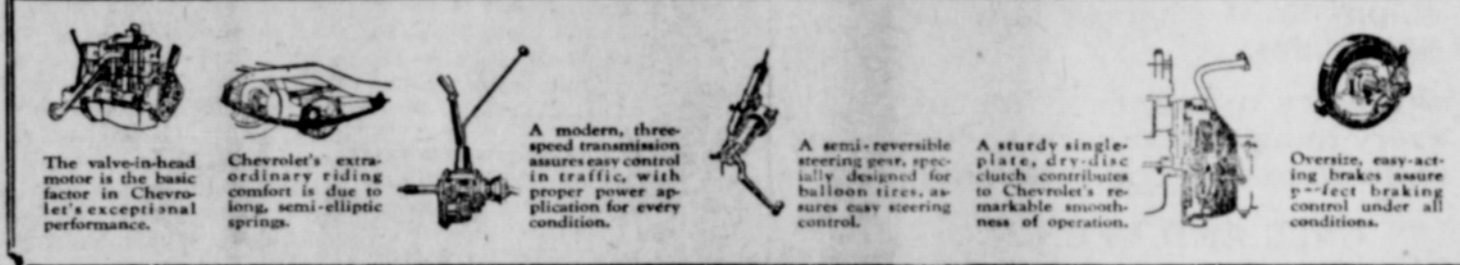 The valve-in-head
motor is the basic
factor in Chevro-
let's exceptional
performance.
Chevrolet's extra-
ordinary riding
comfort is due to
long, semi-elliptic
springs.
A modern, three-
speed transmission
assures easy control
in traffic, with
proper power ap-
plication for every
condition.
A semi-reversible
steering gear, spec-
ially designed for
balloon tires, as-
sures easy steering
control.
A sturdy single-
plate, dry-disc
clutch contributes
to Chevrolet's re-
markable smooth-
ness of operation.
Oversize, easy-act-
ing brakes assure
braking
control under all
conditions.